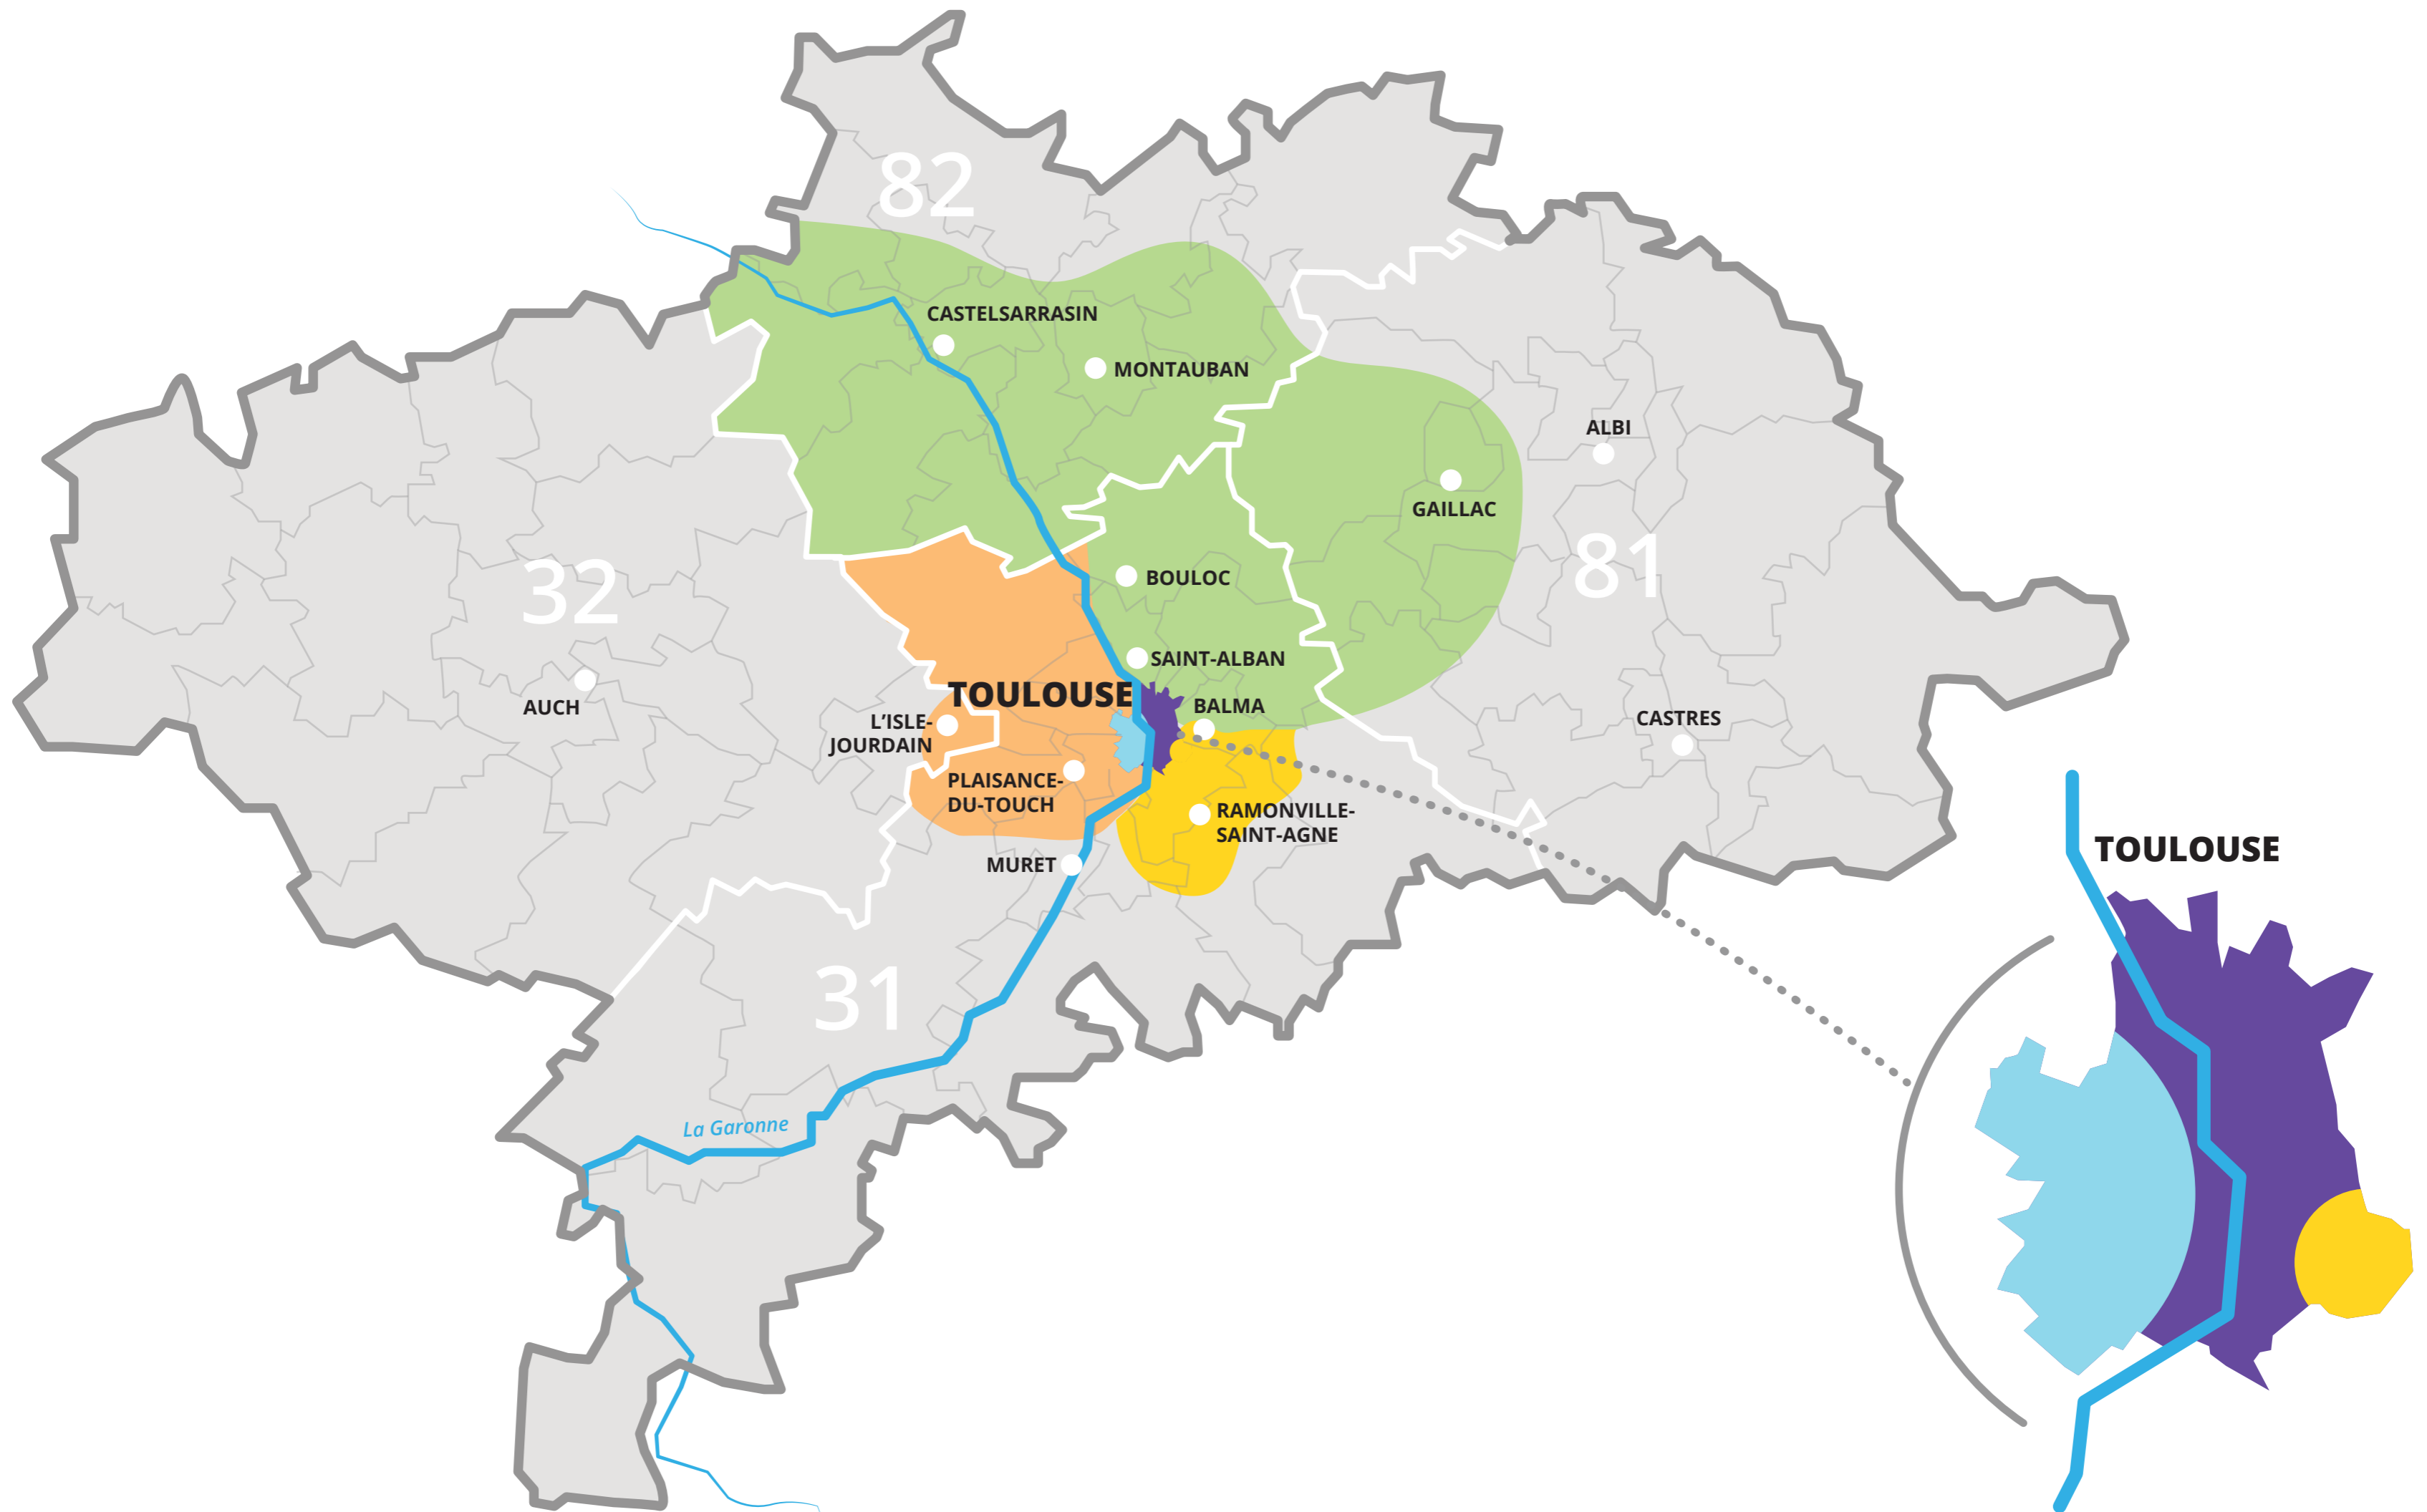 82
CASTELSARRASIN
MONTAUBAN
ALBI
GAILLAC
81
32
BOULOC
SAINT-ALBAN
TOULOUSE
BALMA
AUCH
L'ISLE-
JOURDAIN
CASTRES
PLAISANCE-
DU-TOUCH
RAMONVILLE-
SAINT-AGNE
MURET
TOULOUSE
31
La Garonne